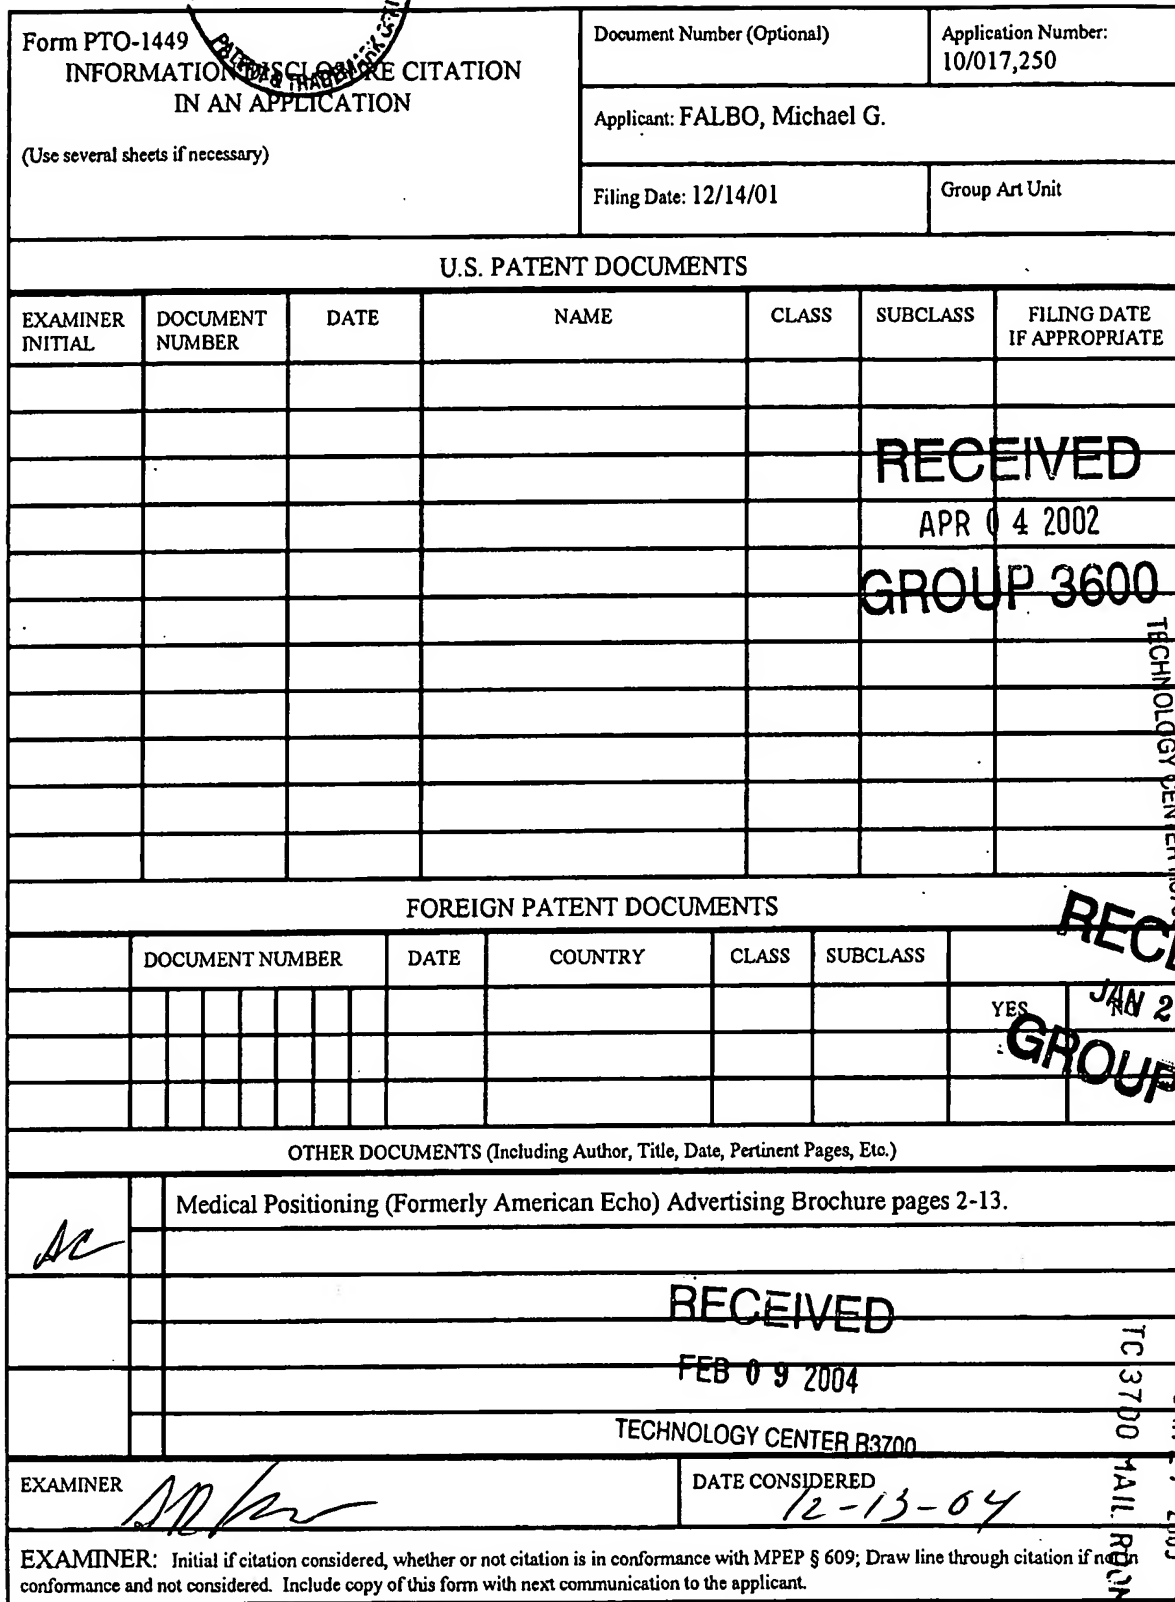 Form PTO-1449
INFORMATION DISCLOSURE CITATION
IN AN APPLICATION
(Use several sheets if necessary)
PATENT & TRADEMARK
Document Number (Optional)
Application Number:
10/017,250
Applicant: FALBO, Michael G.
Filing Date: 12/14/01
Group Art Unit
U.S. PATENT DOCUMENTS
EXAMINER INITIAL DOCUMENT NUMBER DATE NAME CLASS SUBCLASS FILING DATE IF APPROPRIATE
RECEIVED
APR 04 2002
GROUP 3600
TECHNOLOGY CENTER
FOREIGN PATENT DOCUMENTS
DOCUMENT NUMBER DATE COUNTRY CLASS SUBCLASS
YES NO
JAN 2
GROUP
OTHER DOCUMENTS (Including Author, Title, Date, Pertinent Pages, Etc.)
AC
Medical Positioning (Formerly American Echo) Advertising Brochure pages 2-13.
RECEIVED
FEB 09 2004
TECHNOLOGY CENTER R3700
TC 3700 MAIL ROOM
EXAMINER
DATE CONSIDERED
12-13-04
EXAMINER: Initial if citation considered, whether or not citation is in conformance with MPEP § 609; Draw line through citation if not in
conformance and not considered. Include copy of this form with next communication to the applicant.